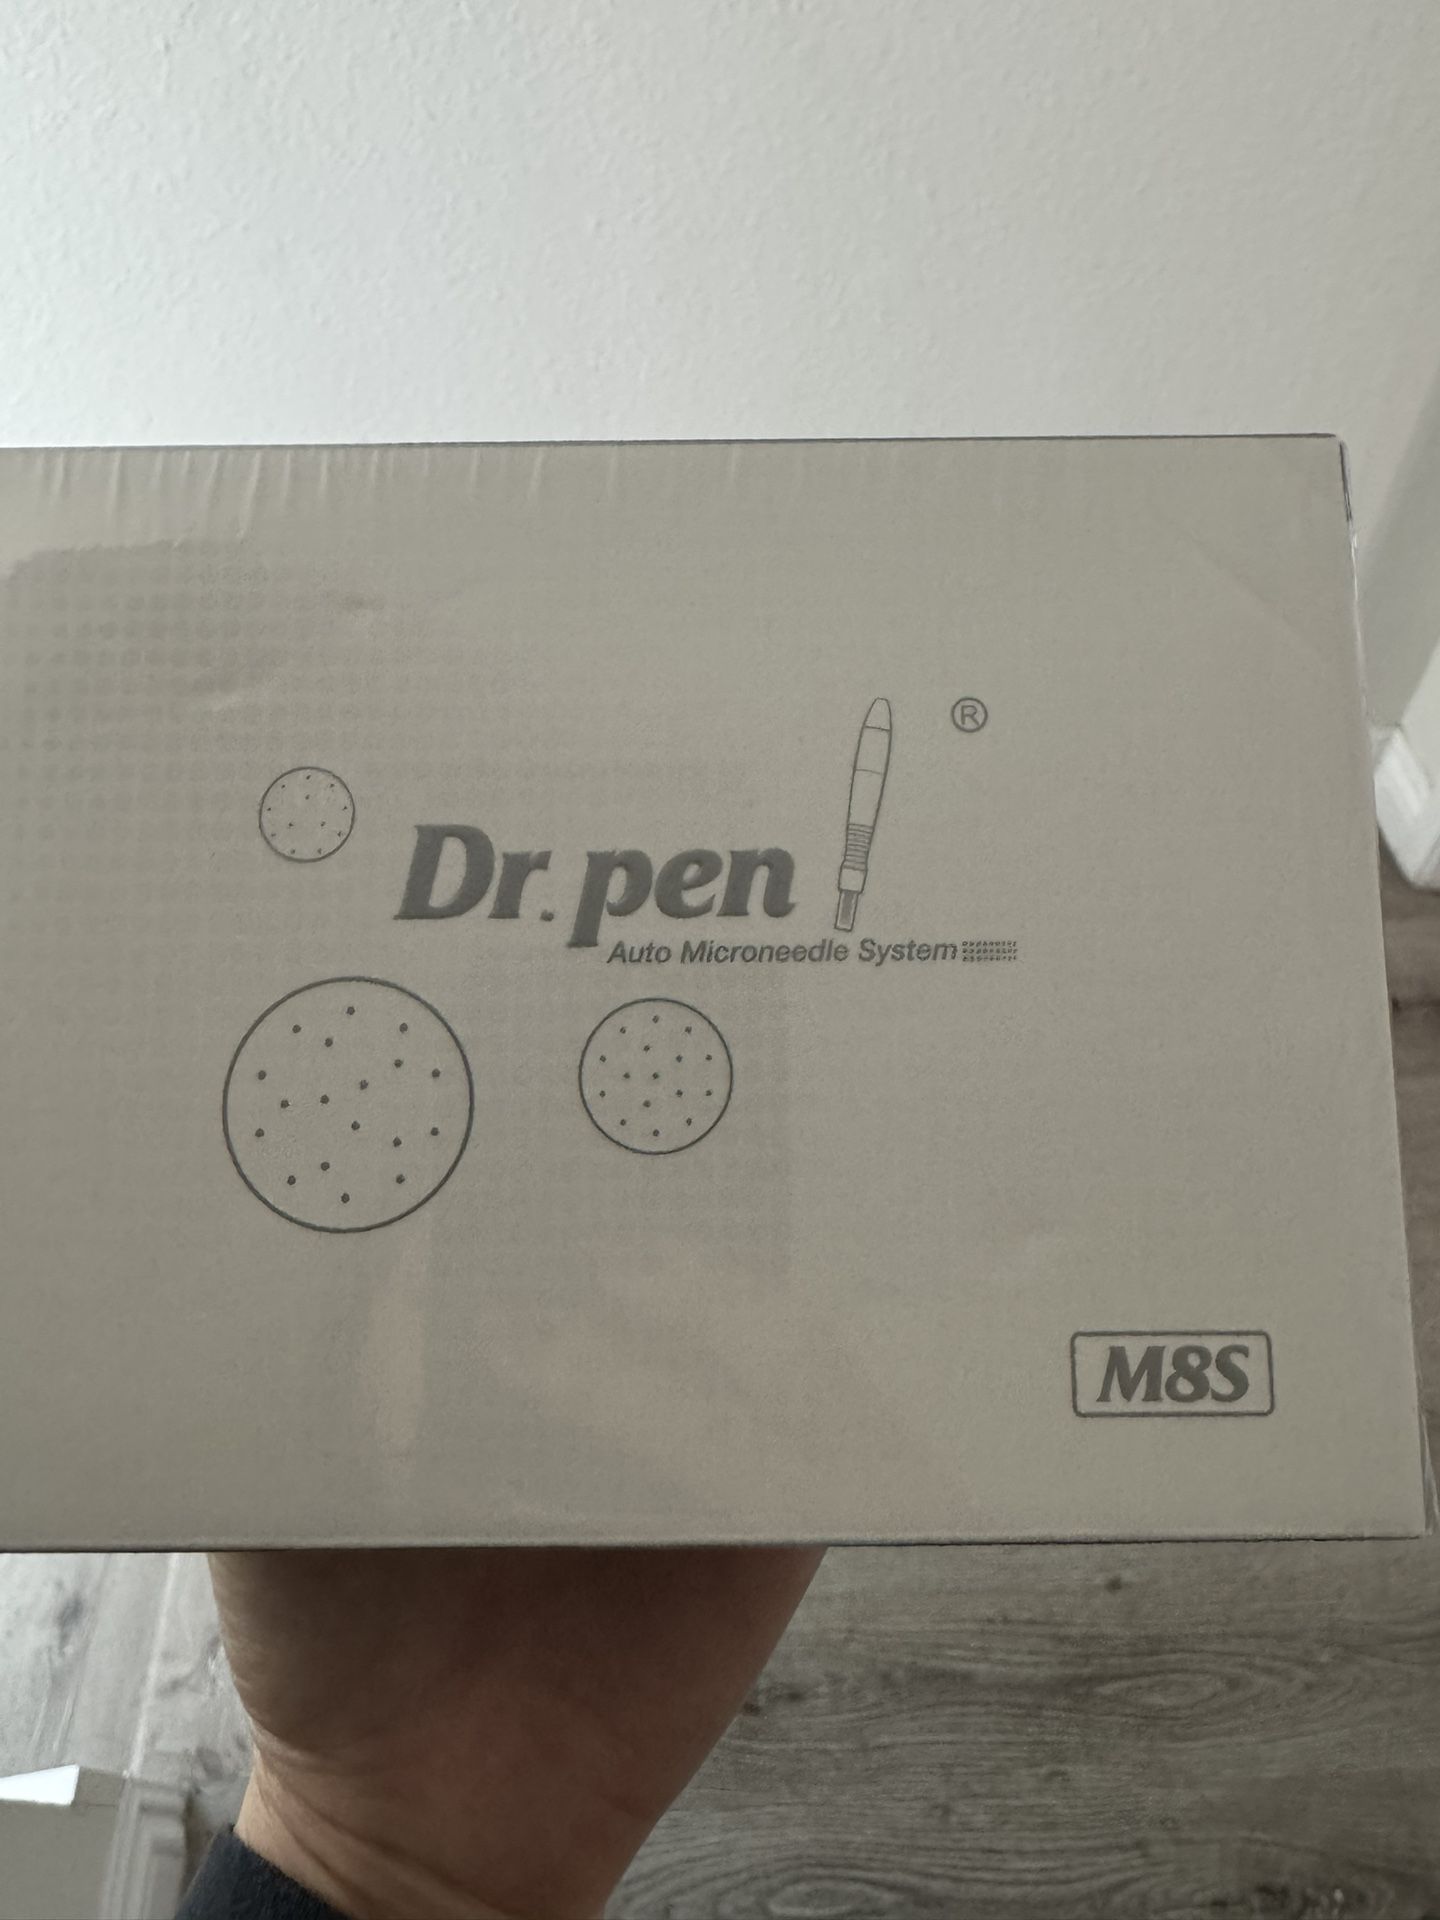 ®
Dr. pen
Auto Microneedle System
M8S